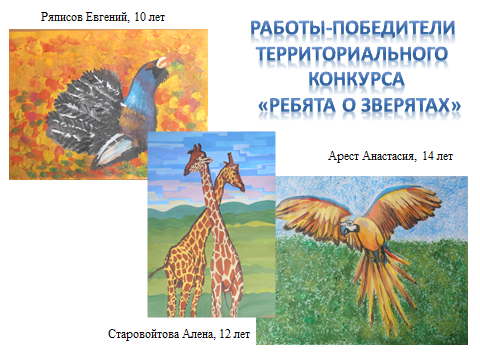 Ряписов Евгений, 10 лет
РАБОТЫ-ПОБЕДИТЕЛИ
ТЕРРИТОРИАЛЬНОГО
КОНКУРСА
«РЕБЯТА О ЗВЕРЯТАХ»
Арест Анастасия, 14 лет
Старовойтова Алена, 12 лет